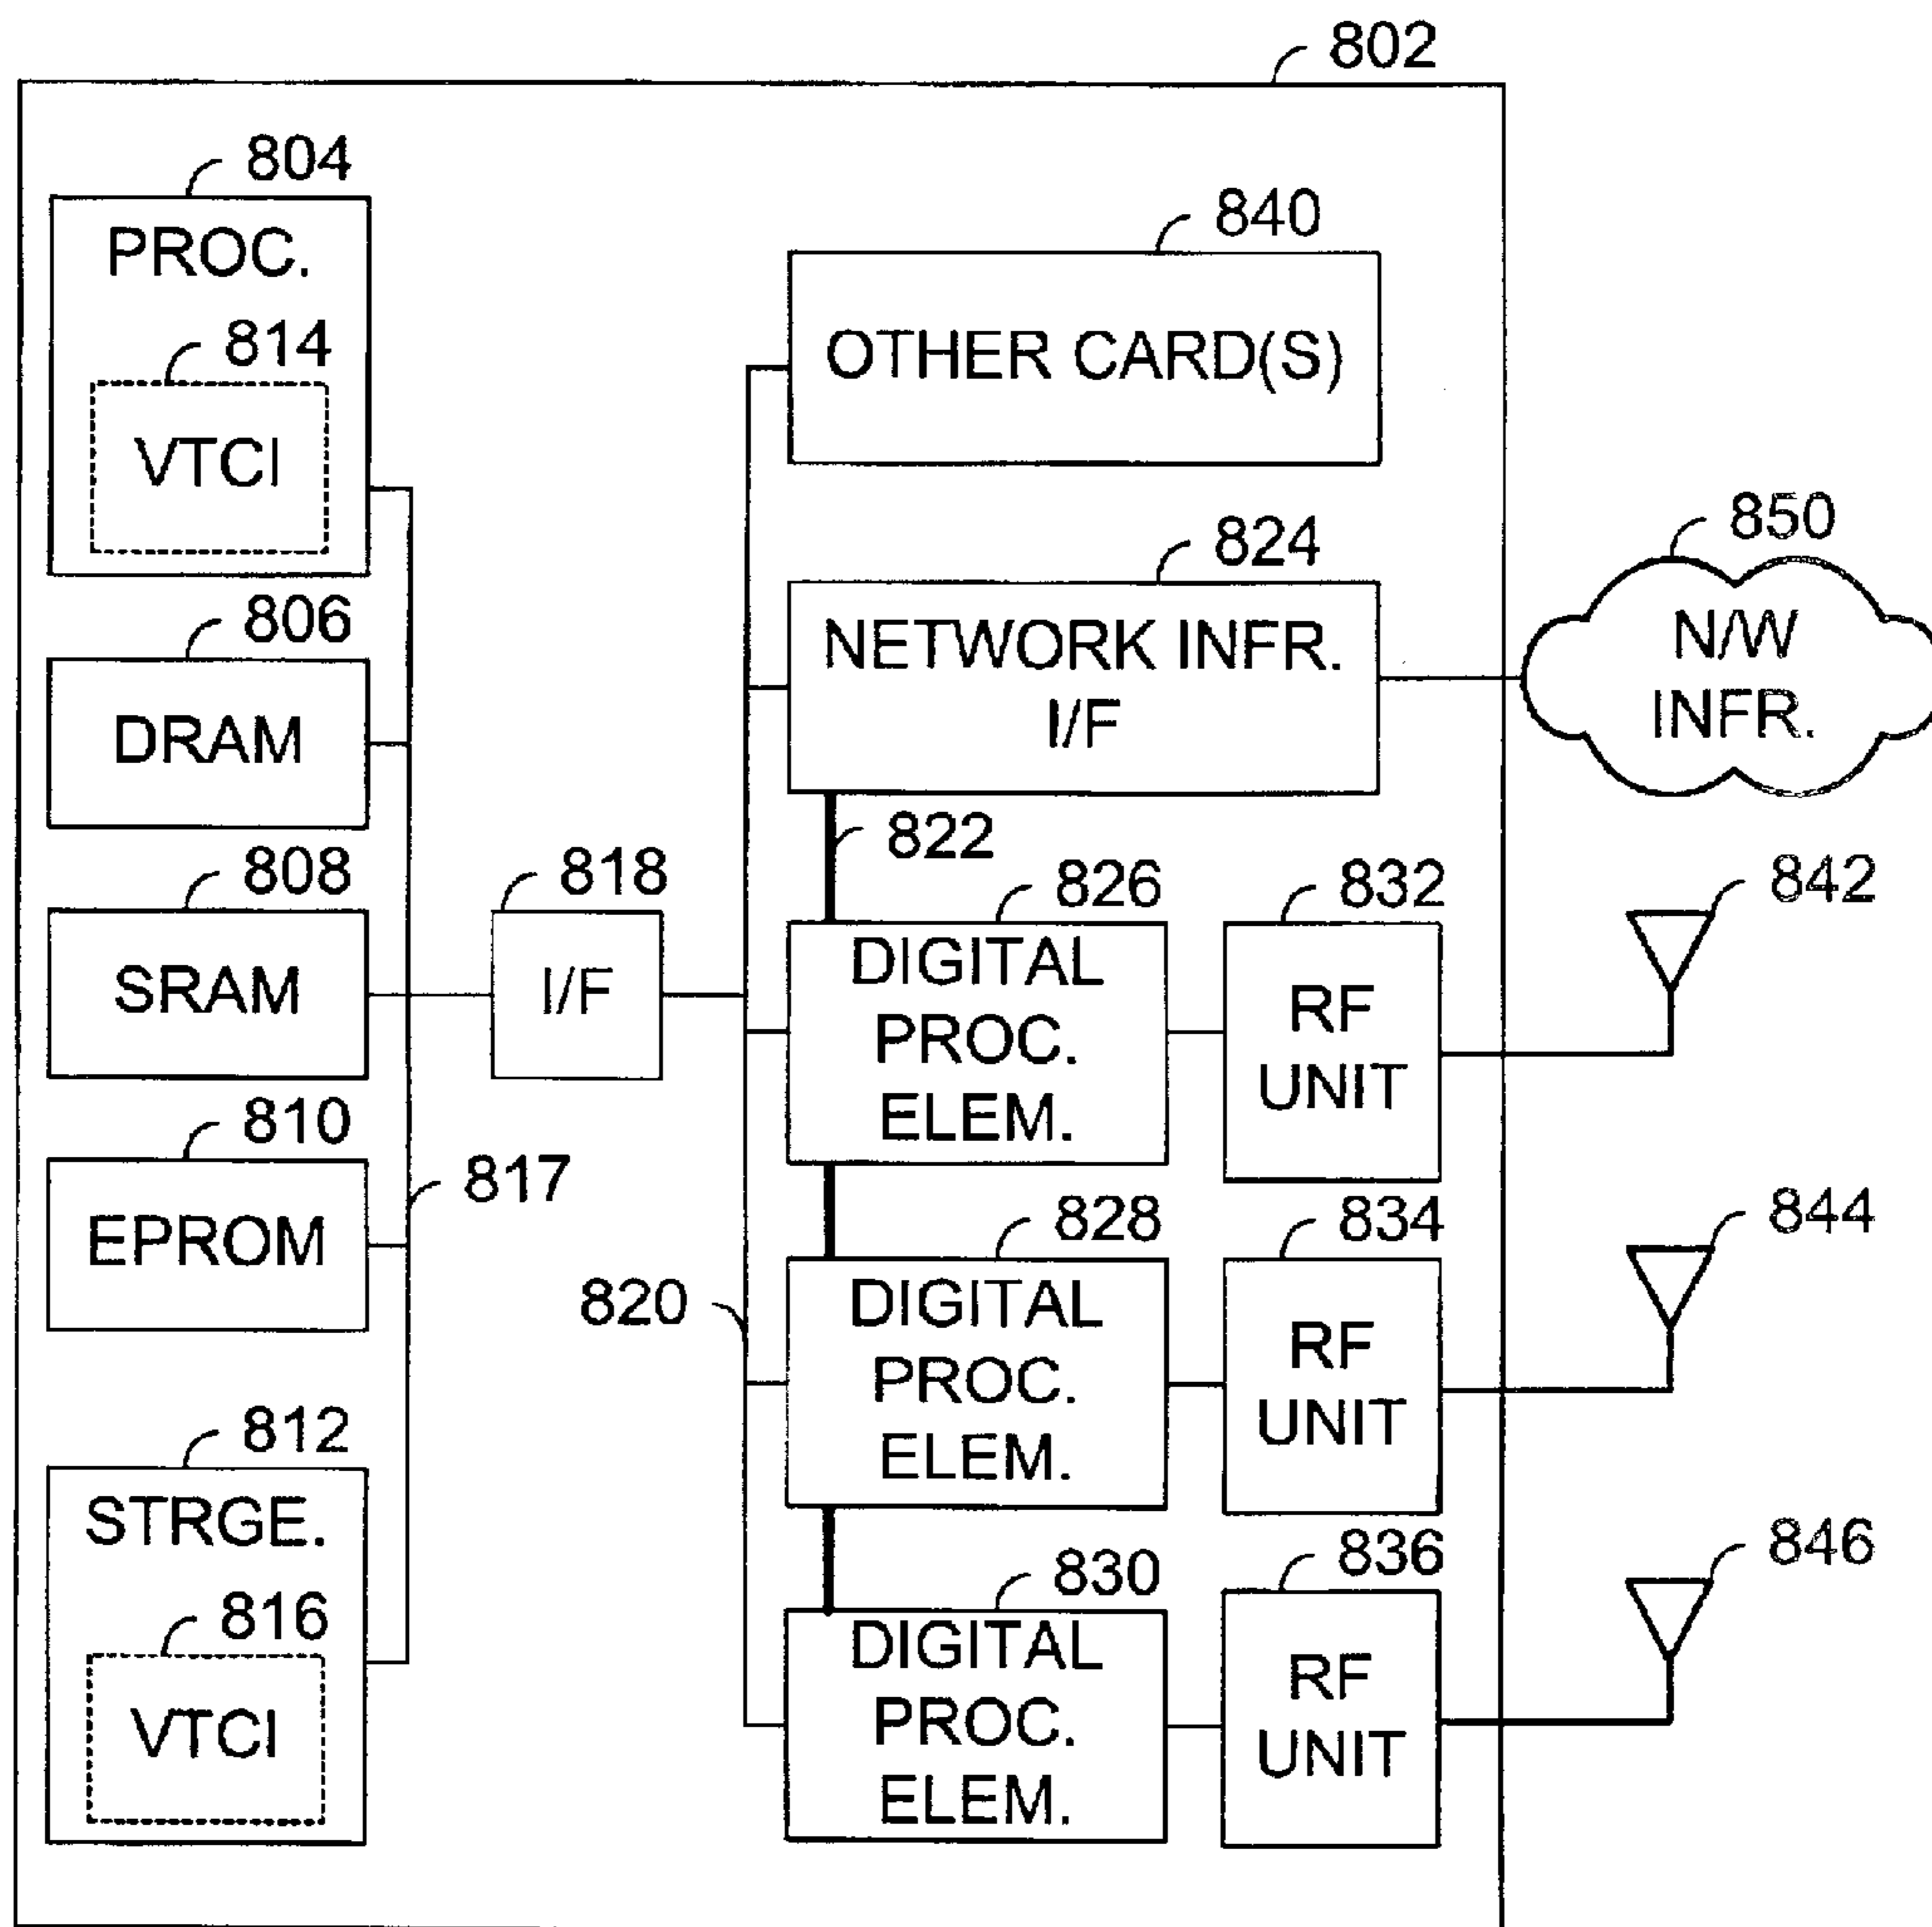 802
804
PROC.
814
VTCI
806
DRAM
808
SRAM
810
EPROM
812
STRGE.
816
VTCI
817
818
I/F
820
840
OTHER CARD(S)
824
NETWORK INFR.
I/F
822
826
DIGITAL
PROC.
ELEM.
828
DIGITAL
PROC.
ELEM.
830
DIGITAL
PROC.
ELEM.
832
RF
UNIT
834
RF
UNIT
836
RF
UNIT
850
N/W
INFR.
842
844
846